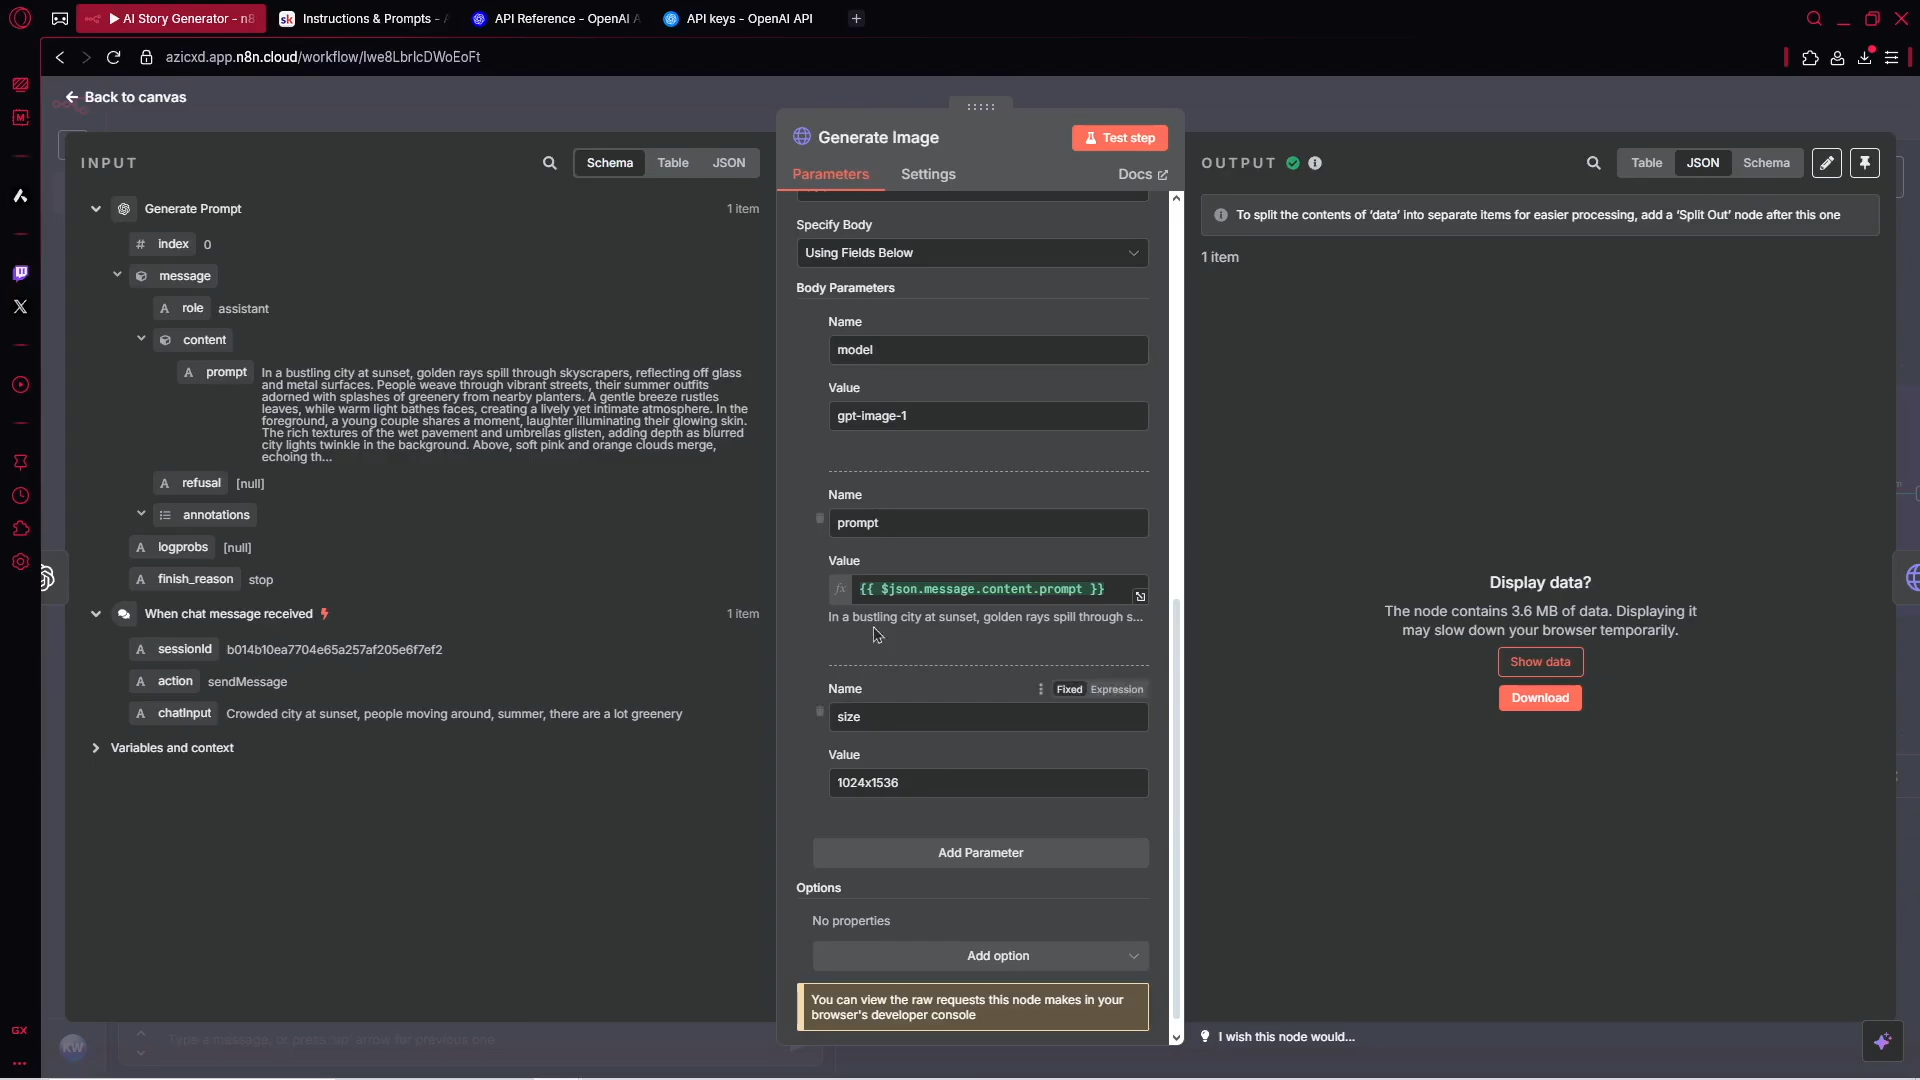 AI Story Generator - n8
Instructions & Prompts - A
API Reference - OpenAI A
API keys - OpenAI API
azicxd.app.n8n.cloud/workflow/Iwe8LbrIcDWoEoFt
Back to canvas
INPUT
Schema
Table
JSON
Generate Prompt
1 item
# index 0
message
A role assistant
content
A prompt In a bustling city at sunset, golden rays spill through skyscrapers, reflecting off glass
and metal surfaces. People weave through vibrant streets, their summer outfits
adorned with splashes of greenery from nearby planters. A gentle breeze rustles
leaves, while warm light bathes faces, creating a lively yet intimate atmosphere. In the
foreground, a young couple shares a moment, laughter illuminating their glowing skin.
The rich textures of the wet pavement and umbrellas glisten, adding depth as blurred
city lights twinkle in the background. Above, soft pink and orange clouds merge,
echoing th...
A refusal [null]
annotations
A logprobs [null]
A finish_reason stop
When chat message received
1 item
A sessionId b014b10ea7704e65a257af205e6f7ef2
A action sendMessage
A chatInput Crowded city at sunset, people moving around, summer, there are a lot greenery
Variables and context
KW
Type a message, or press 'up' arrow for previous one
GX
Generate Image
Test step
Parameters
Settings
Docs
Specify Body
Using Fields Below
Body Parameters
Name
model
Value
gpt-image-1
Name
prompt
Value
fx {{ $json.message.content.prompt }}
In a bustling city at sunset, golden rays spill through s...
Name
Fixed Expression
size
Value
1024x1536
Add Parameter
Options
No properties
Add option
You can view the raw requests this node makes in your
browser's developer console
OUTPUT
Table
JSON
Schema
To split the contents of 'data' into separate items for easier processing, add a 'Split Out' node after this one
1 item
Display data?
The node contains 3.6 MB of data. Displaying it
may slow down your browser temporarily.
Show data
Download
I wish this node would...